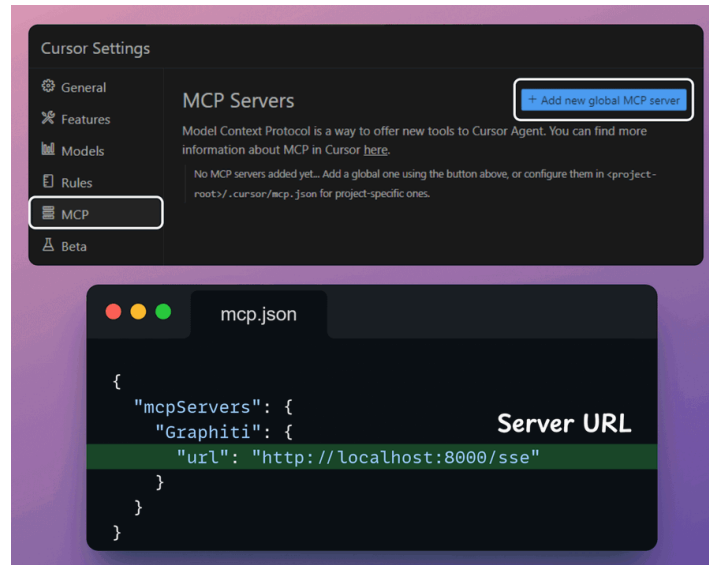 Cursor Settings
General
Features
Models
Rules
MCP
Beta
MCP Servers
+ Add new global MCP server
Model Context Protocol is a way to offer new tools to Cursor Agent. You can find more
information about MCP in Cursor here.
No MCP servers added yet... Add a global one using the button above, or configure them in <project-
root>/.cursor/mcp.json for project-specific ones.
mcp.json
{
"mcpServers": {
"Graphiti": {
Server URL
"url": "http://localhost:8000/sse"
}
}
}